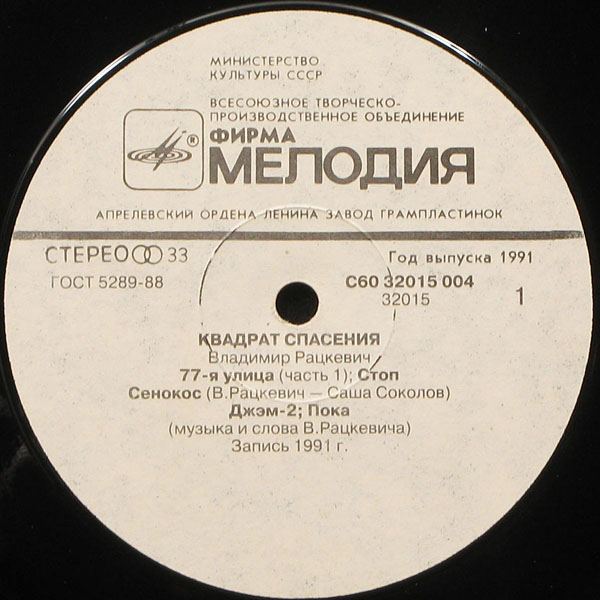 МИНИСТЕРСТВО
КУЛЬТУРЫ СССР
ВСЕСОЮЗНОЕ ТВОРЧЕСКО-
ПРОИЗВОДСТВЕННОЕ ОБЪЕДИНЕНИЕ
ФИРМА
® МЕЛОДИЯ
АПРЕЛЕВСКИЙ ОРДЕНА ЛЕНИНА ЗАВОД ГРАМПЛАСТИНОК
СТЕРЕО 33
Год выпуска 1991
ГОСТ 5289-88
С60 32015 004
32015
1
КВАДРАТ СПАСЕНИЯ
Владимир Рацкевич
77-я улица (часть 1); Стоп
Сенокос (В.Рацкевич — Саша Соколов)
Джэм-2; Пока
(музыка и слова В.Рацкевича)
Запись 1991 г.